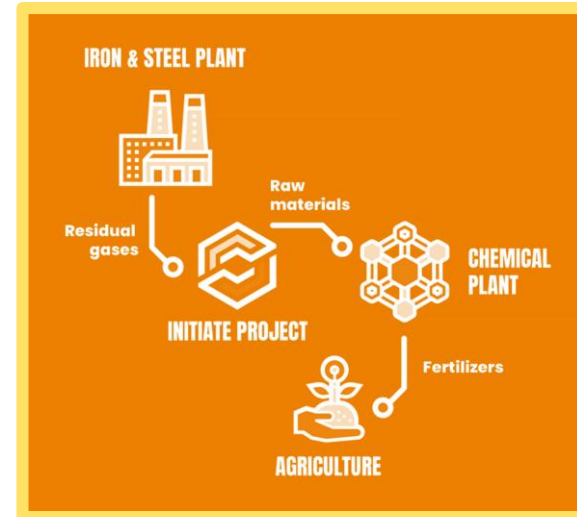 IRON & STEEL PLANT
Raw
materials
Residual
gases
CHEMICAL
PLANT
INITIATE PROJECT
Fertilizers
AGRICULTURE